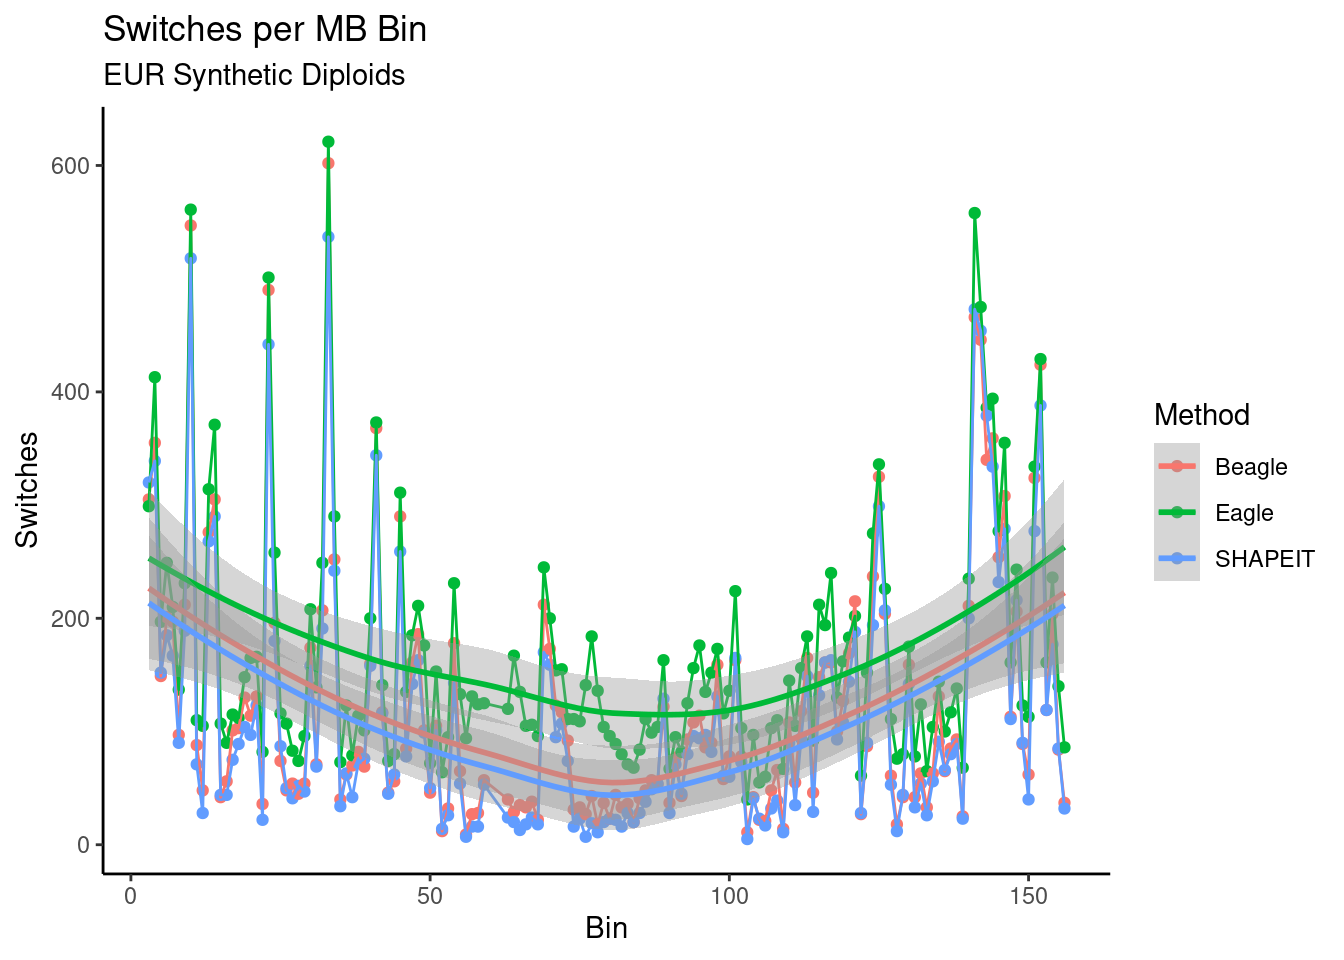 Switches per MB Bin
EUR Synthetic Diploids
600
400
200
0
Switches
0 50 100 150
Bin
Method
Beagle
Eagle
SHAPEIT